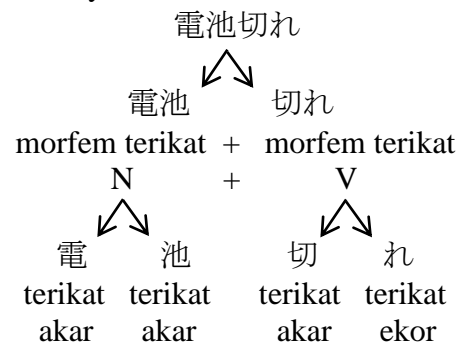 電池切れ
電池 切れ
morfem terikat + morfem terikat
N + V
電 池 切 れ
terikat terikat terikat terikat
akar akar akar ekor